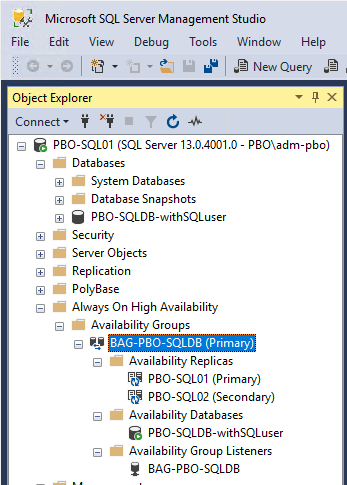 Microsoft SQL Server Management Studio
File Edit View Debug Tools Window Help
New Query
Object Explorer
Connect
PBO-SQL01 (SQL Server 13.0.4001.0 - PBO\adm-pbo)
Databases
System Databases
Database Snapshots
PBO-SQLDB-withSQLuser
Security
Server Objects
Replication
PolyBase
Always On High Availability
Availability Groups
BAG-PBO-SQLDB (Primary)
Availability Replicas
PBO-SQL01 (Primary)
PBO-SQL02 (Secondary)
Availability Databases
PBO-SQLDB-withSQLuser
Availability Group Listeners
BAG-PBO-SQLDB